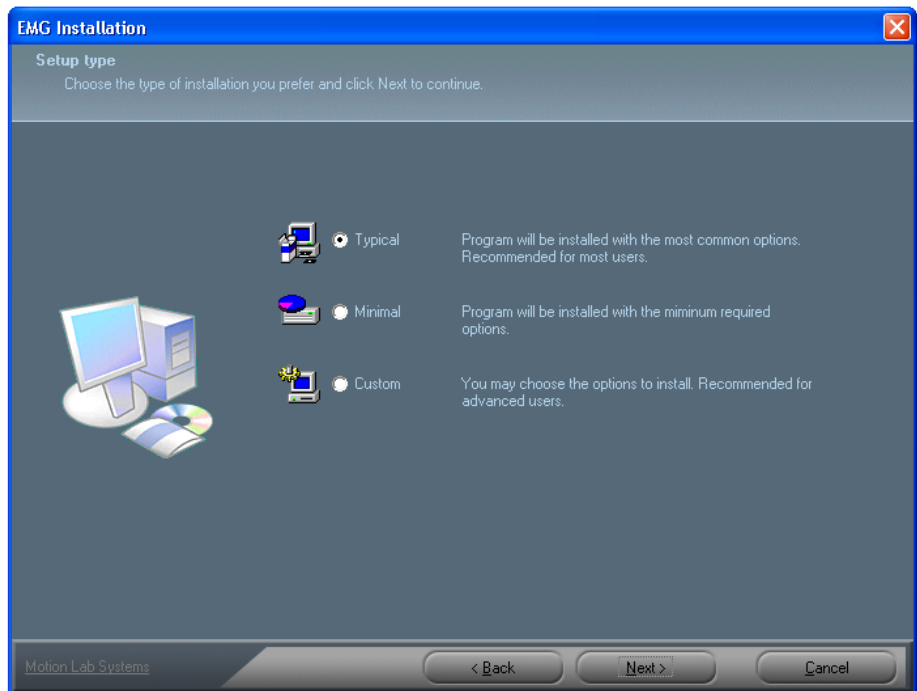 EMG Installation
Setup type
Choose the type of installation you prefer and click Next to continue.
Typical
Program will be installed with the most common options.
Recommended for most users.
Minimal
Program will be installed with the miminum required
options.
Custom
You may choose the options to install. Recommended for
advanced users.
Motion Lab Systems
< Back
Next >
Cancel